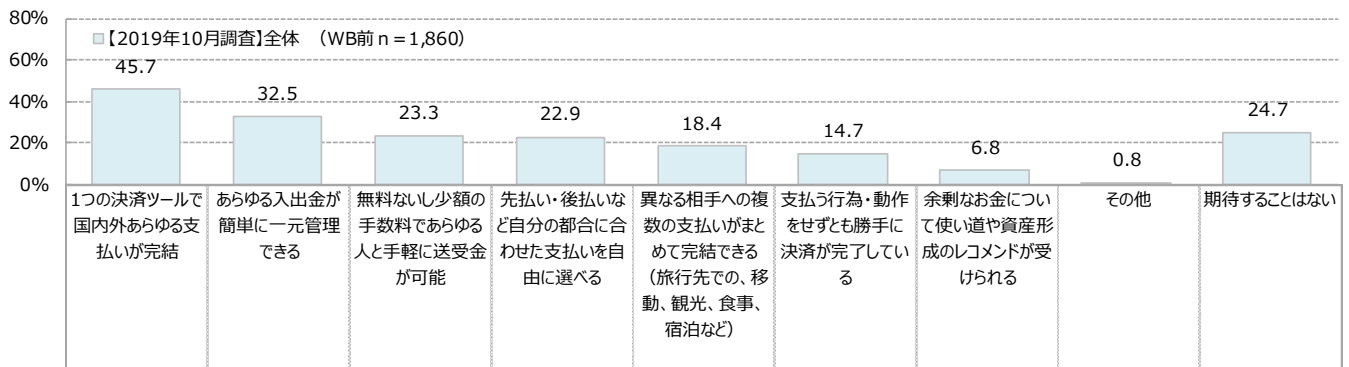 80%
60%
40%
20%
0%
【2019年10月調査】全体 (WB前n=1,860)
45.7
32.5
23.3
22.9
18.4
14.7
6.8
0.8
24.7
1つの決済ツールで
国内外あらゆる支
払いが完結
あらゆる入出金が
簡単に一元管理
できる
無料ないし少額の
手数料であらゆる
人と手軽に送受金
が可能
先払い・後払いな
ど自分の都合に合
わせた支払いを自
由に選べる
異なる相手への複
数の支払いがまと
めて完結できる
(旅行先での、移
動、観光、食事、
宿泊など)
支払う行為・動作
をせずとも勝手に
決済が完了してい
る
余剰なお金につい
て使い道や資産形
成のレコメンドが受
けられる
その他
期待することはない